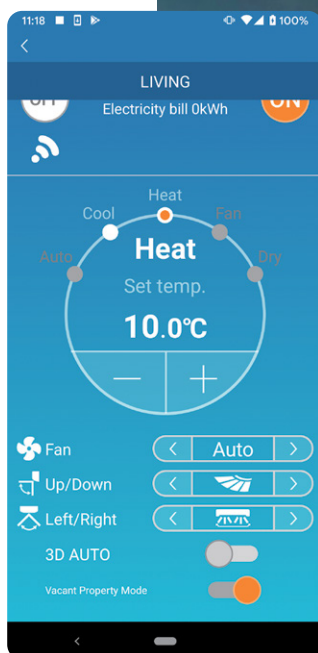 11:18 100%
LIVING
OFF Electricity bill 0kWh ON
Heat
Cool Fan
Auto Dry
Heat
Set temp.
10.0°C
Fan Auto
Up/Down
Left/Right
3D AUTO
Vacant Property Mode